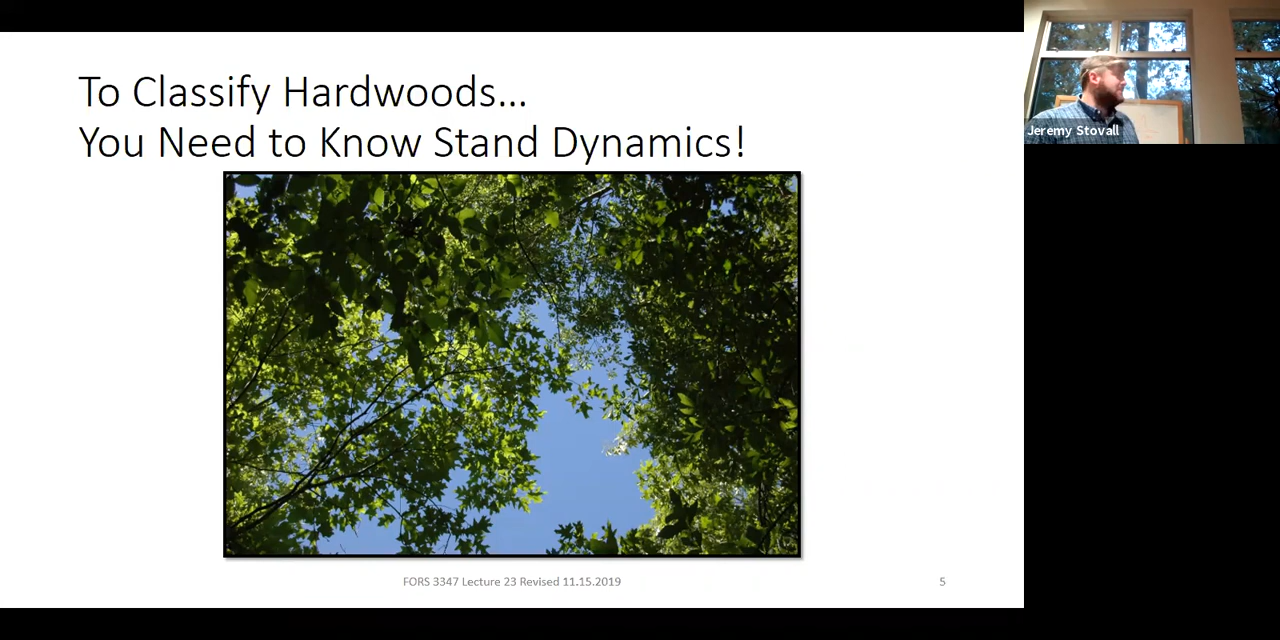 To Classify Hardwoods...
You Need to Know Stand Dynamics!
Jeremy Stovall
FORS 3347 Lecture 23 Revised 11.15.2019
5